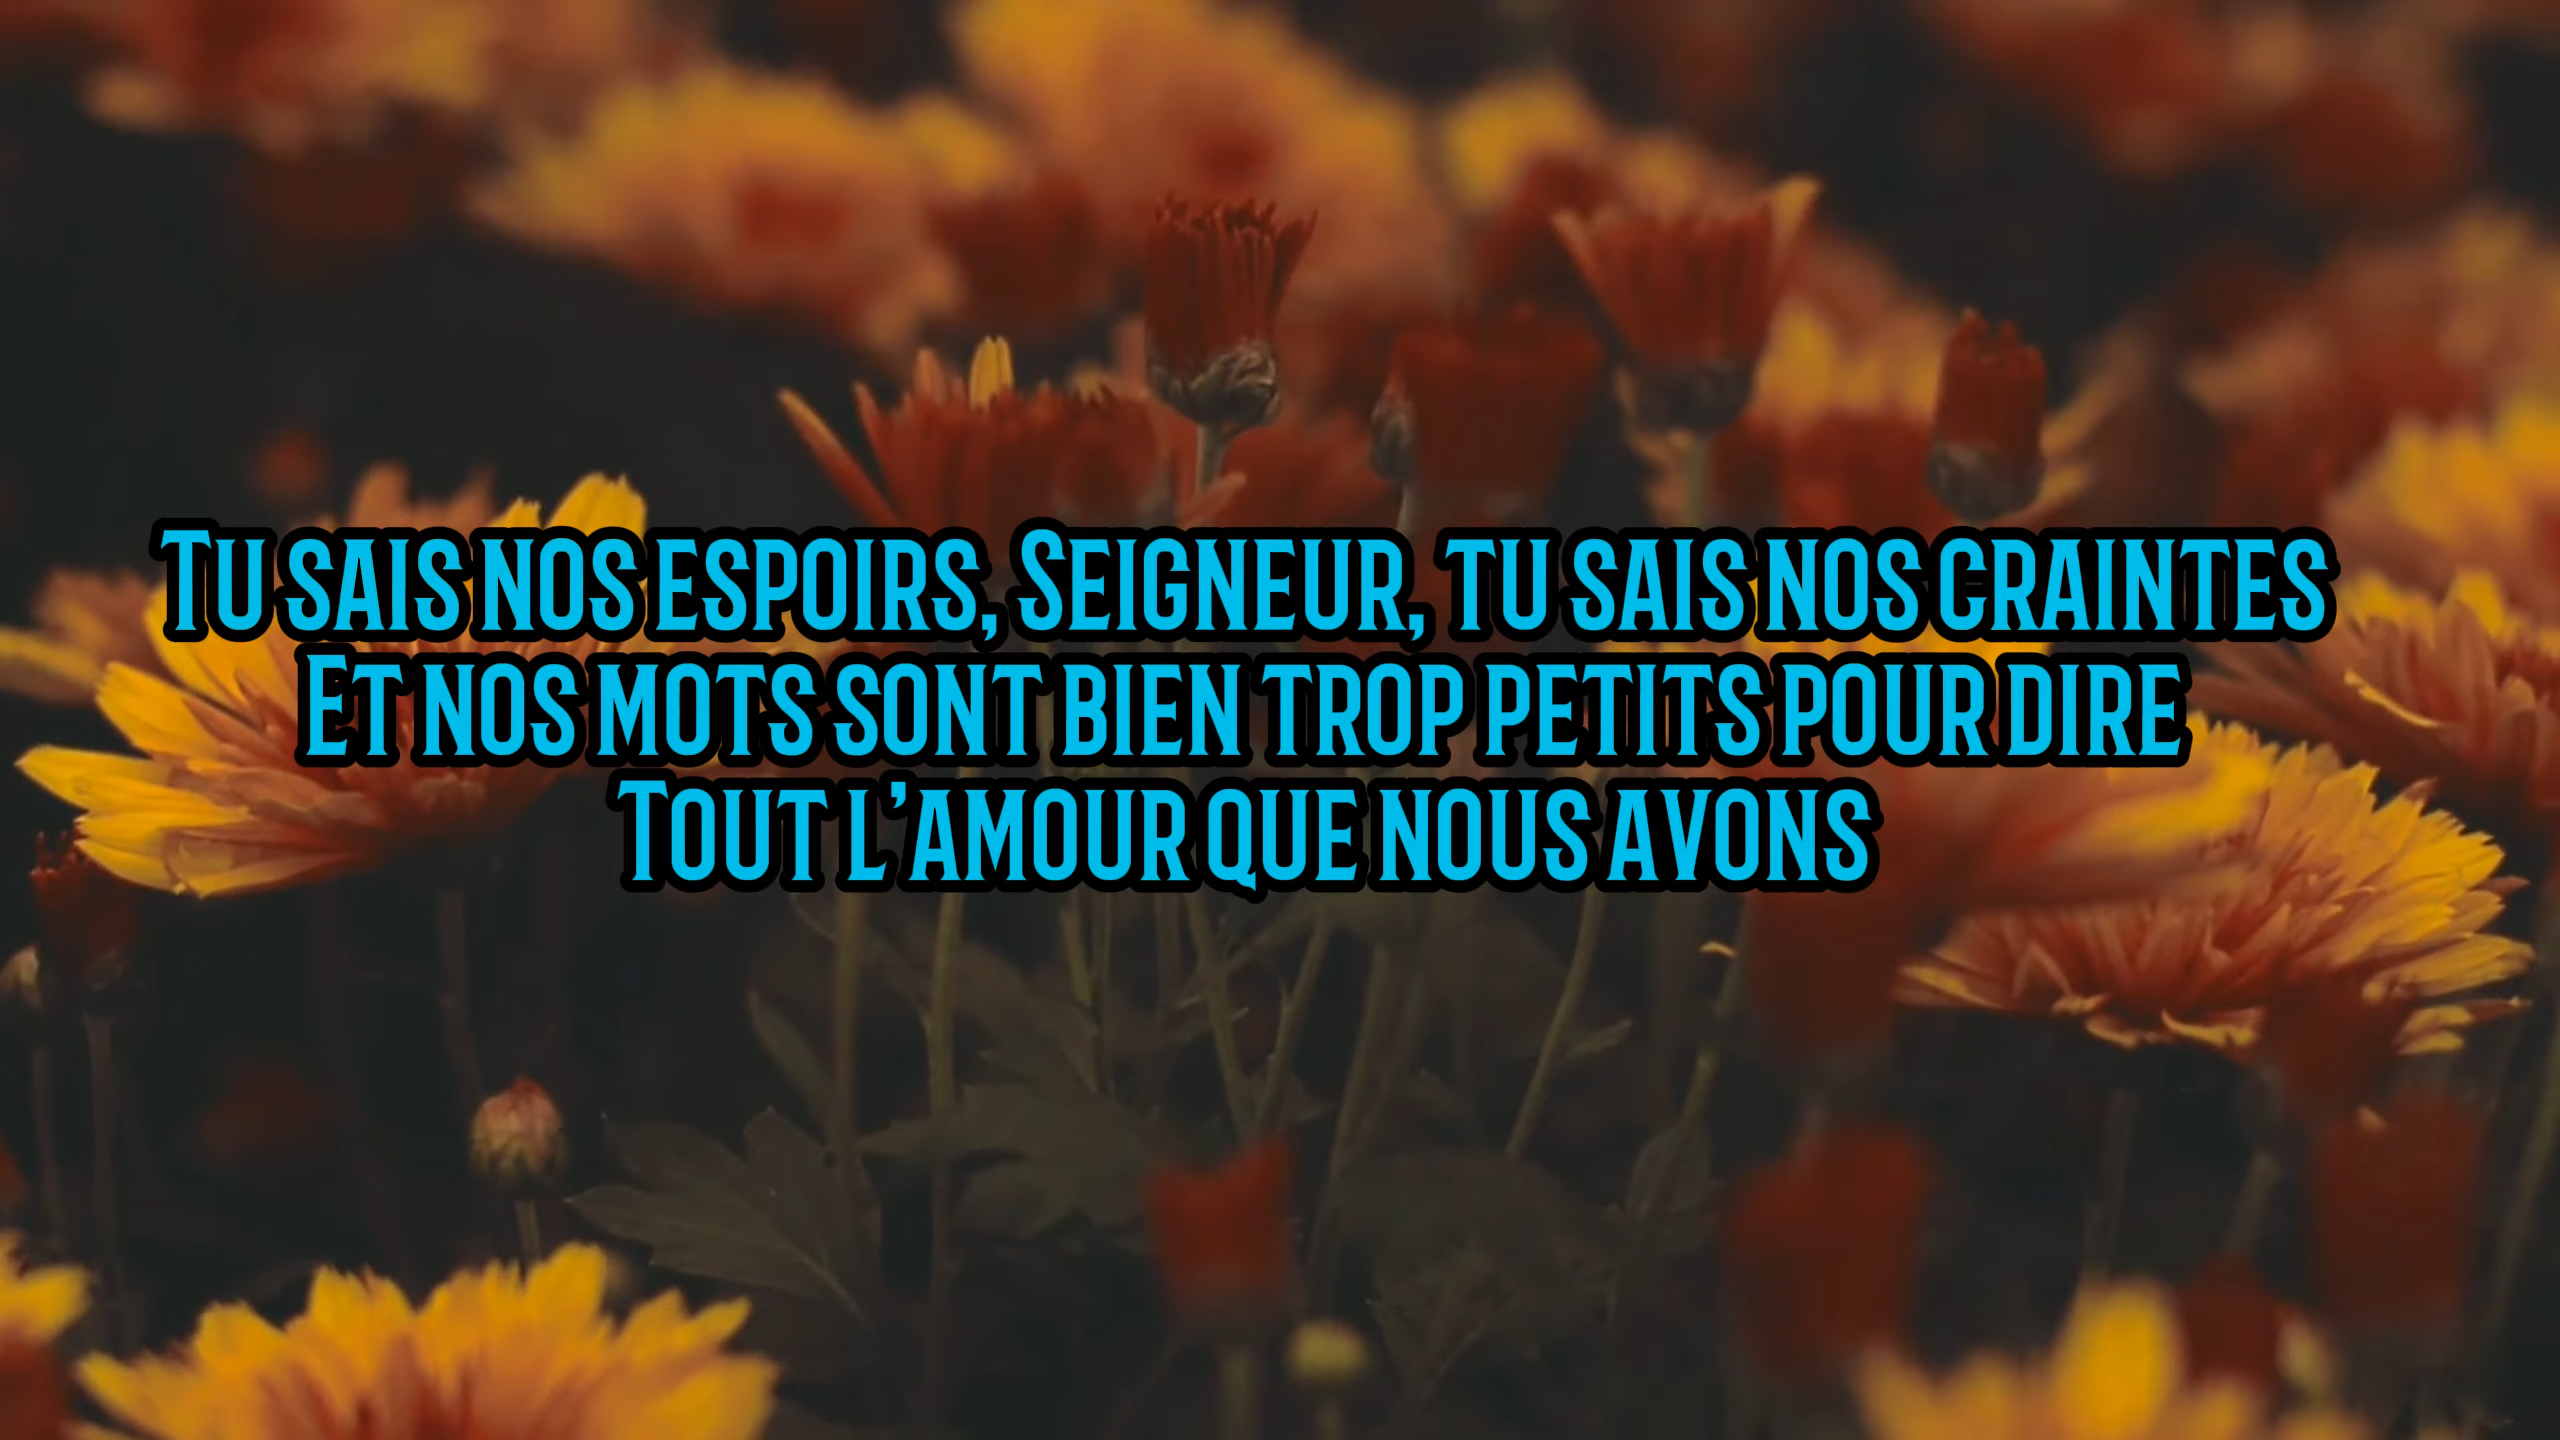 Tu sais nos espoirs, Seigneur, tu sais nos craintes
Et nos mots sont bien trop petits pour dire
Tout l’amour que nous avons